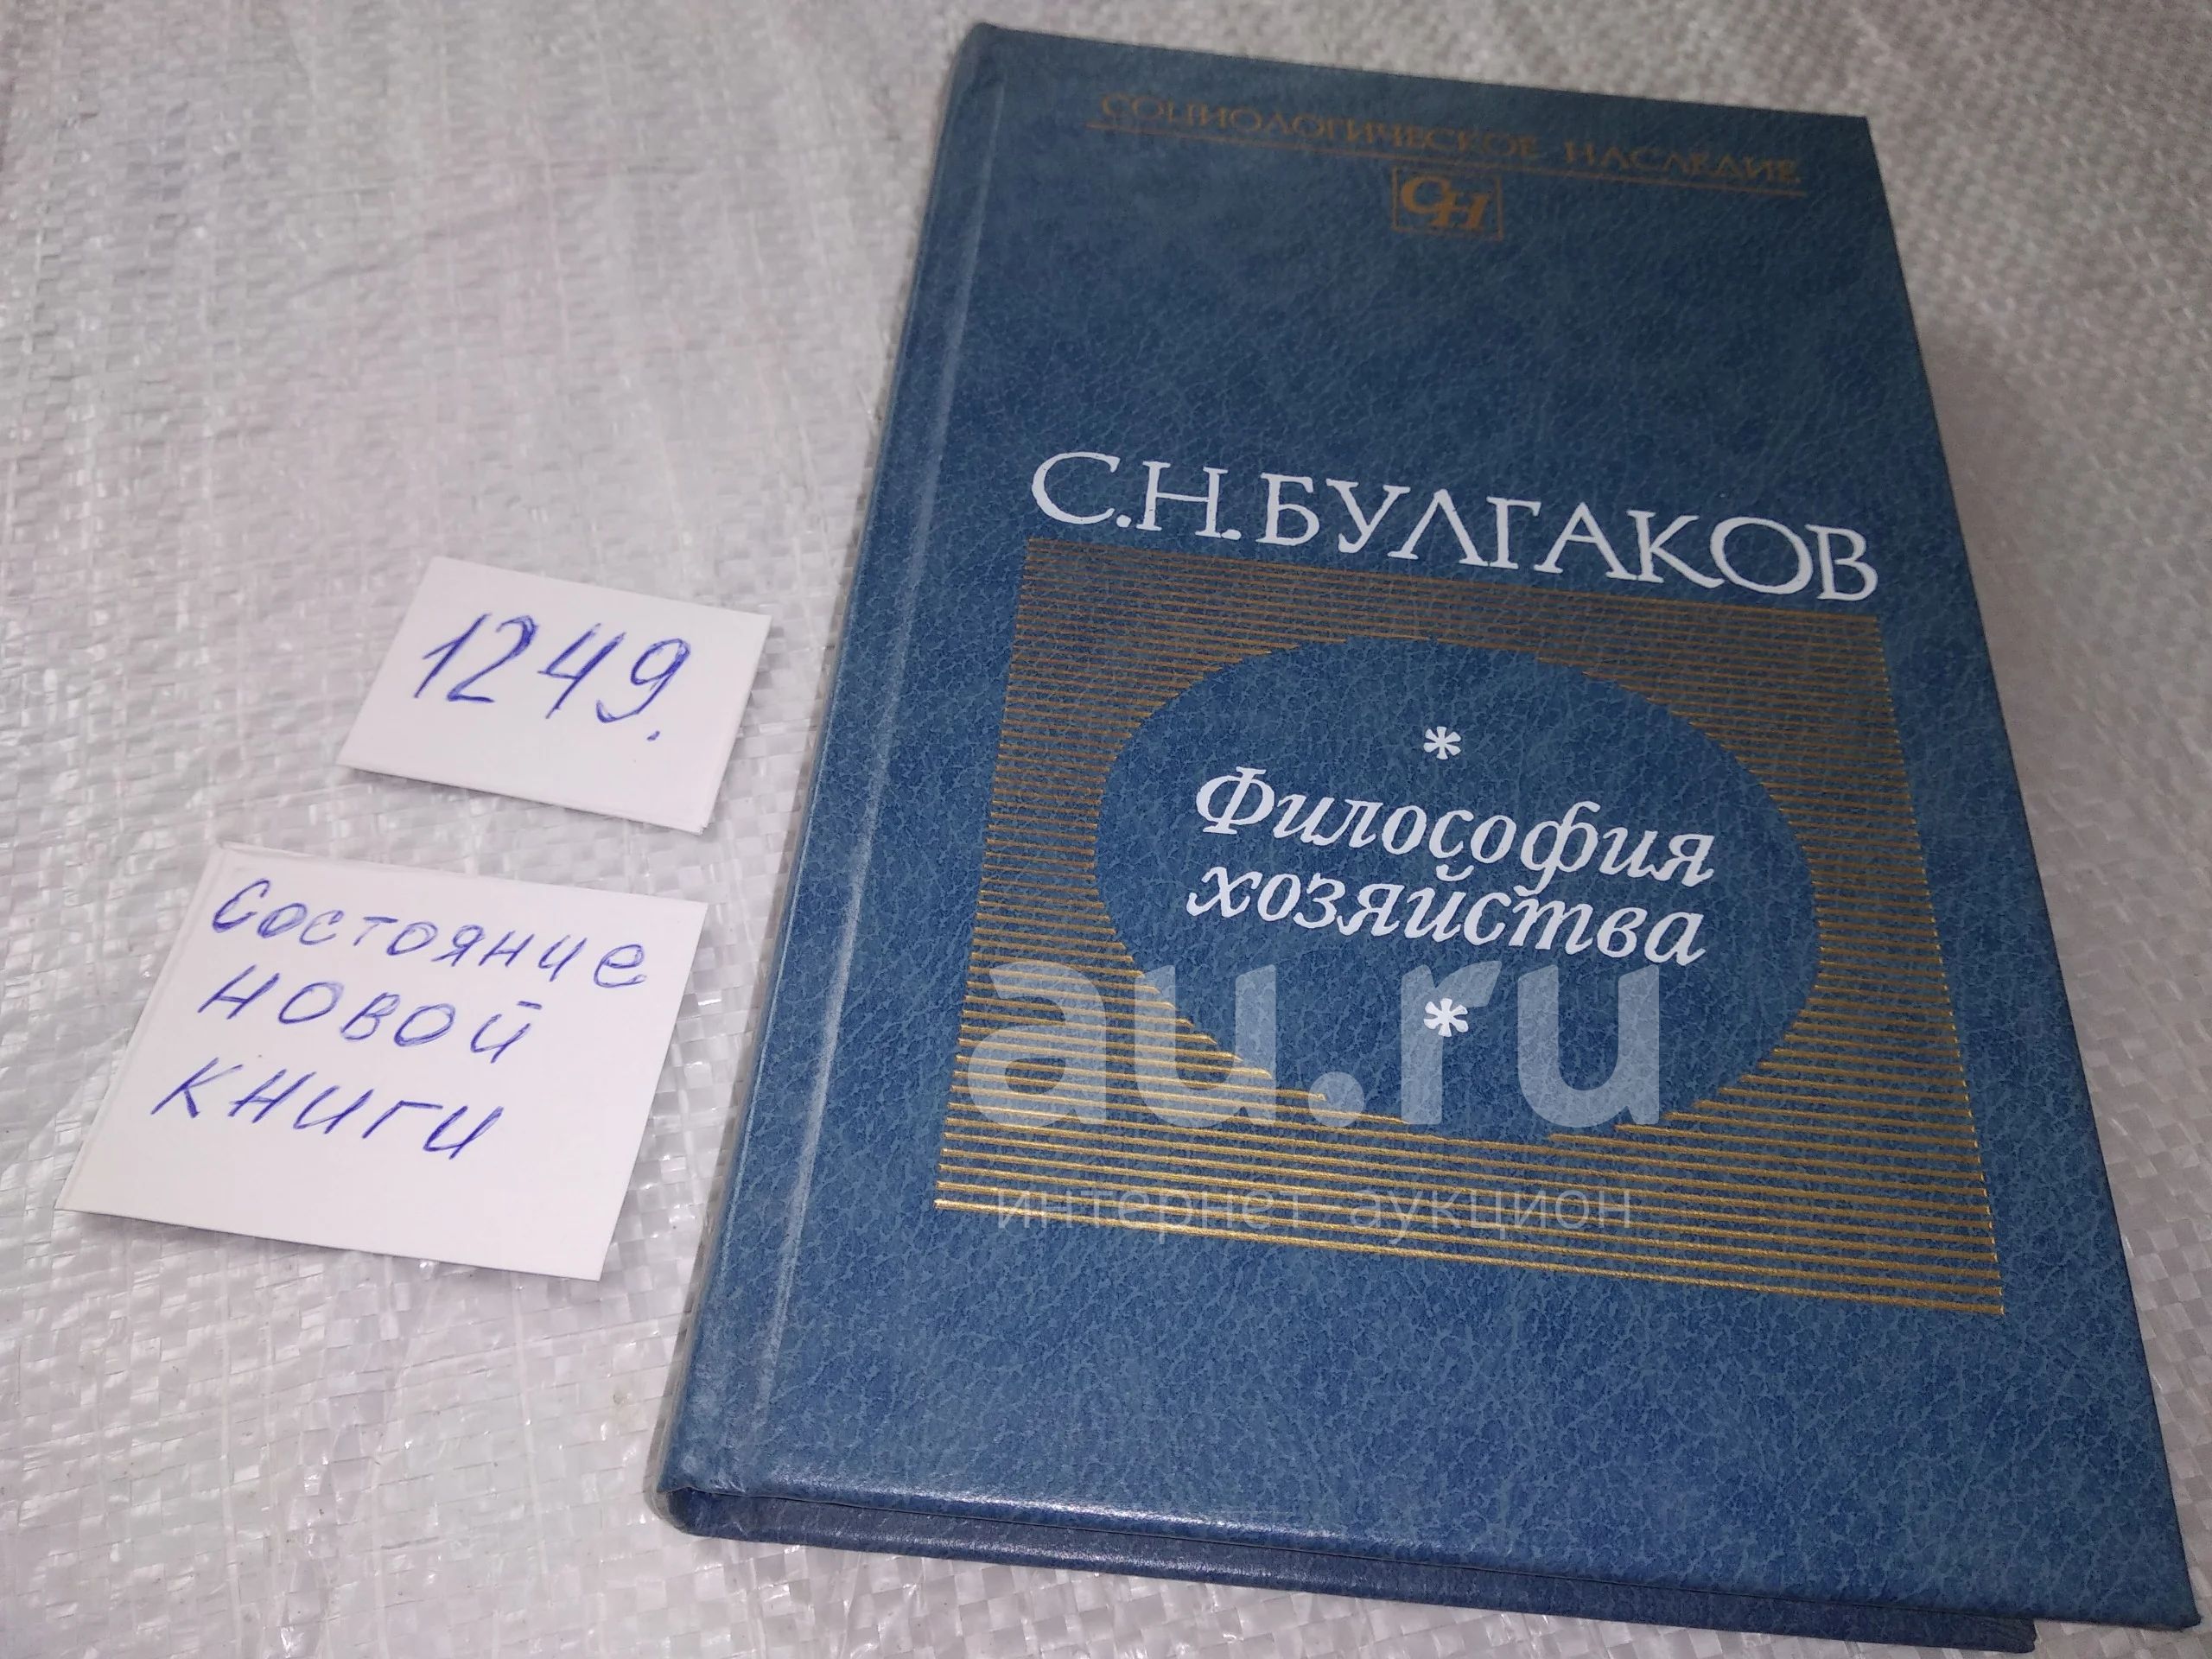 СОЦИОЛОГИЧЕСКОЕ НАСЛЕДИЕ
СН
С.Н.БУЛГАКОВ
*
Философия
хозяйства
*
au.ru
интернет-аукцион
1249.
Состояние
новой
книги